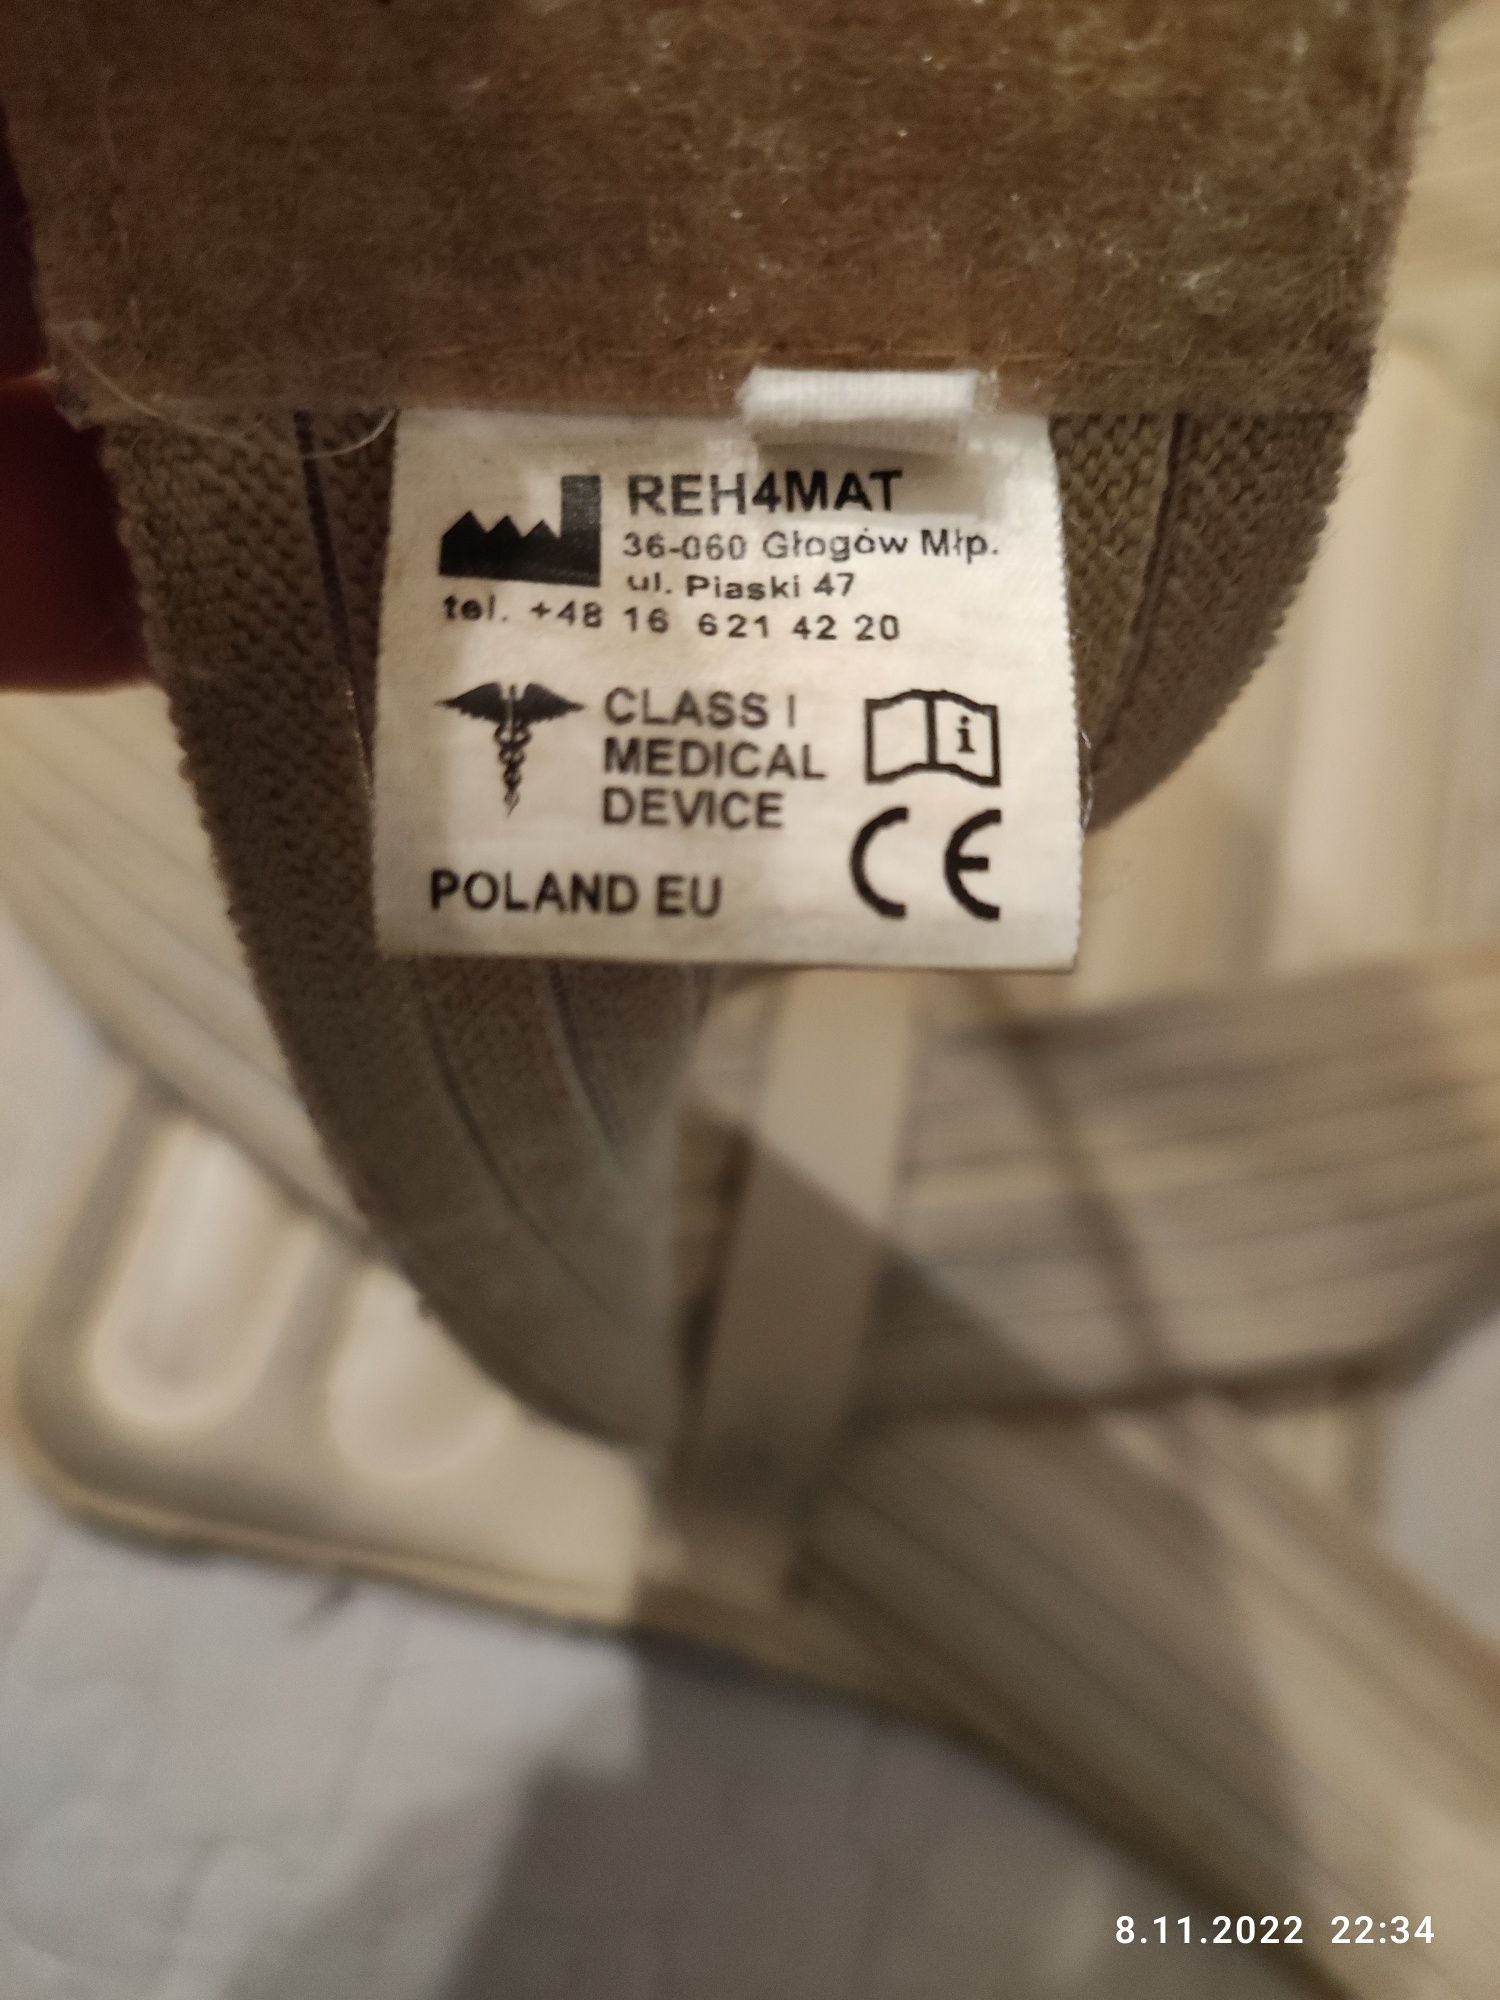 REH4MAT
36-060 Głogów Młp.
ul. Piaski 47
tel. +48 16 621 42 20
CLASS I
MEDICAL
DEVICE
i
CE
POLAND EU
8.11.2022 22:34